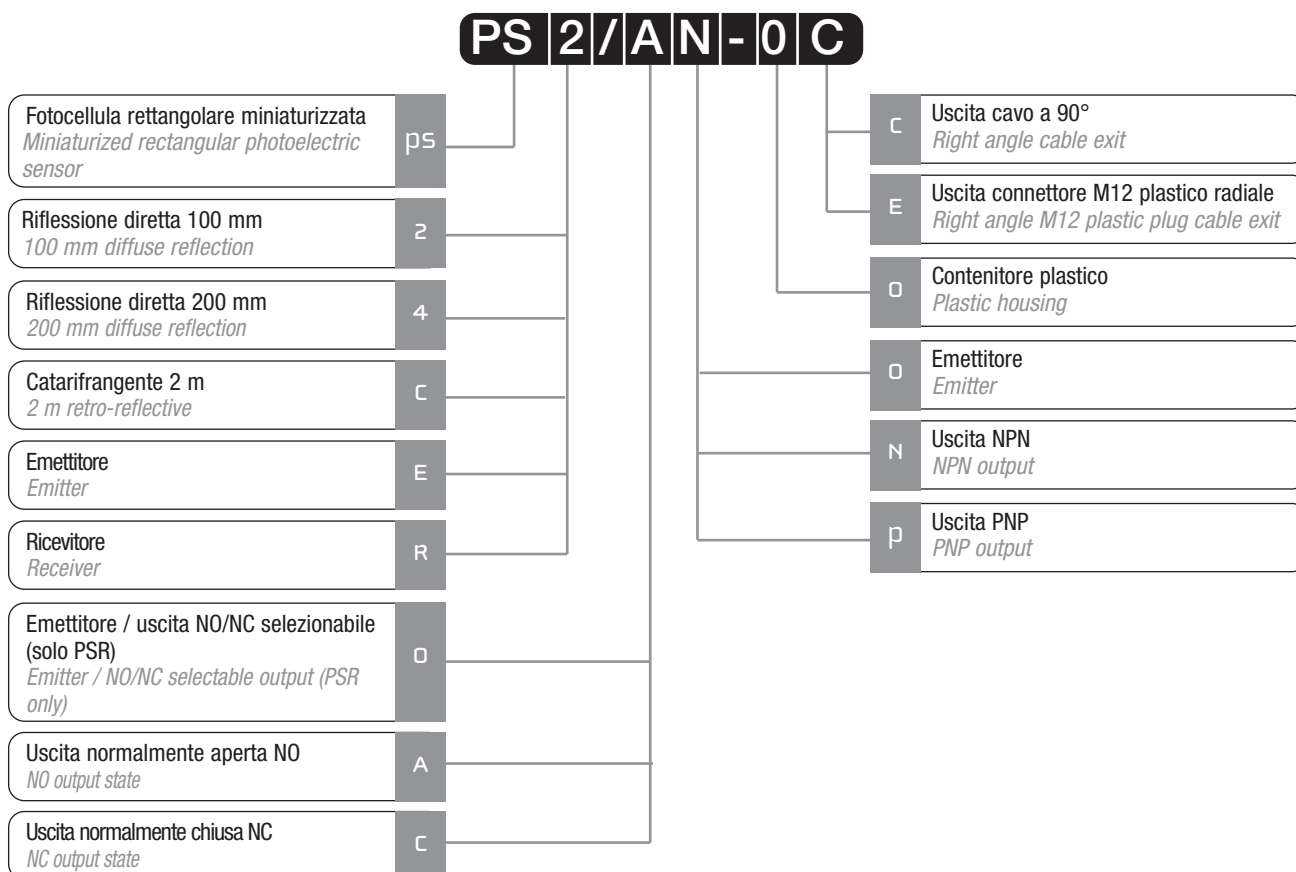 PS2/AN-0C
Fotocellula rettangolare miniaturizzata
Miniaturized rectangular photoelectric
sensor
ps
Riflessione diretta 100 mm
100 mm diffuse reflection
2
Riflessione diretta 200 mm
200 mm diffuse reflection
4
Catarifrangente 2 m
2 m retro-reflective
C
Emettitore
Emitter
E
Ricevitore
Receiver
R
Emettitore / uscita NO/NC selezionabile
(solo PSR)
Emitter / NO/NC selectable output (PSR
only)
0
Uscita normalmente aperta NO
NO output state
A
Uscita normalmente chiusa NC
NC output state
C
C
Uscita cavo a 90°
Right angle cable exit
E
Uscita connettore M12 plastico radiale
Right angle M12 plastic plug cable exit
0
Contenitore plastico
Plastic housing
0
Emettitore
Emitter
N
Uscita NPN
NPN output
p
Uscita PNP
PNP output